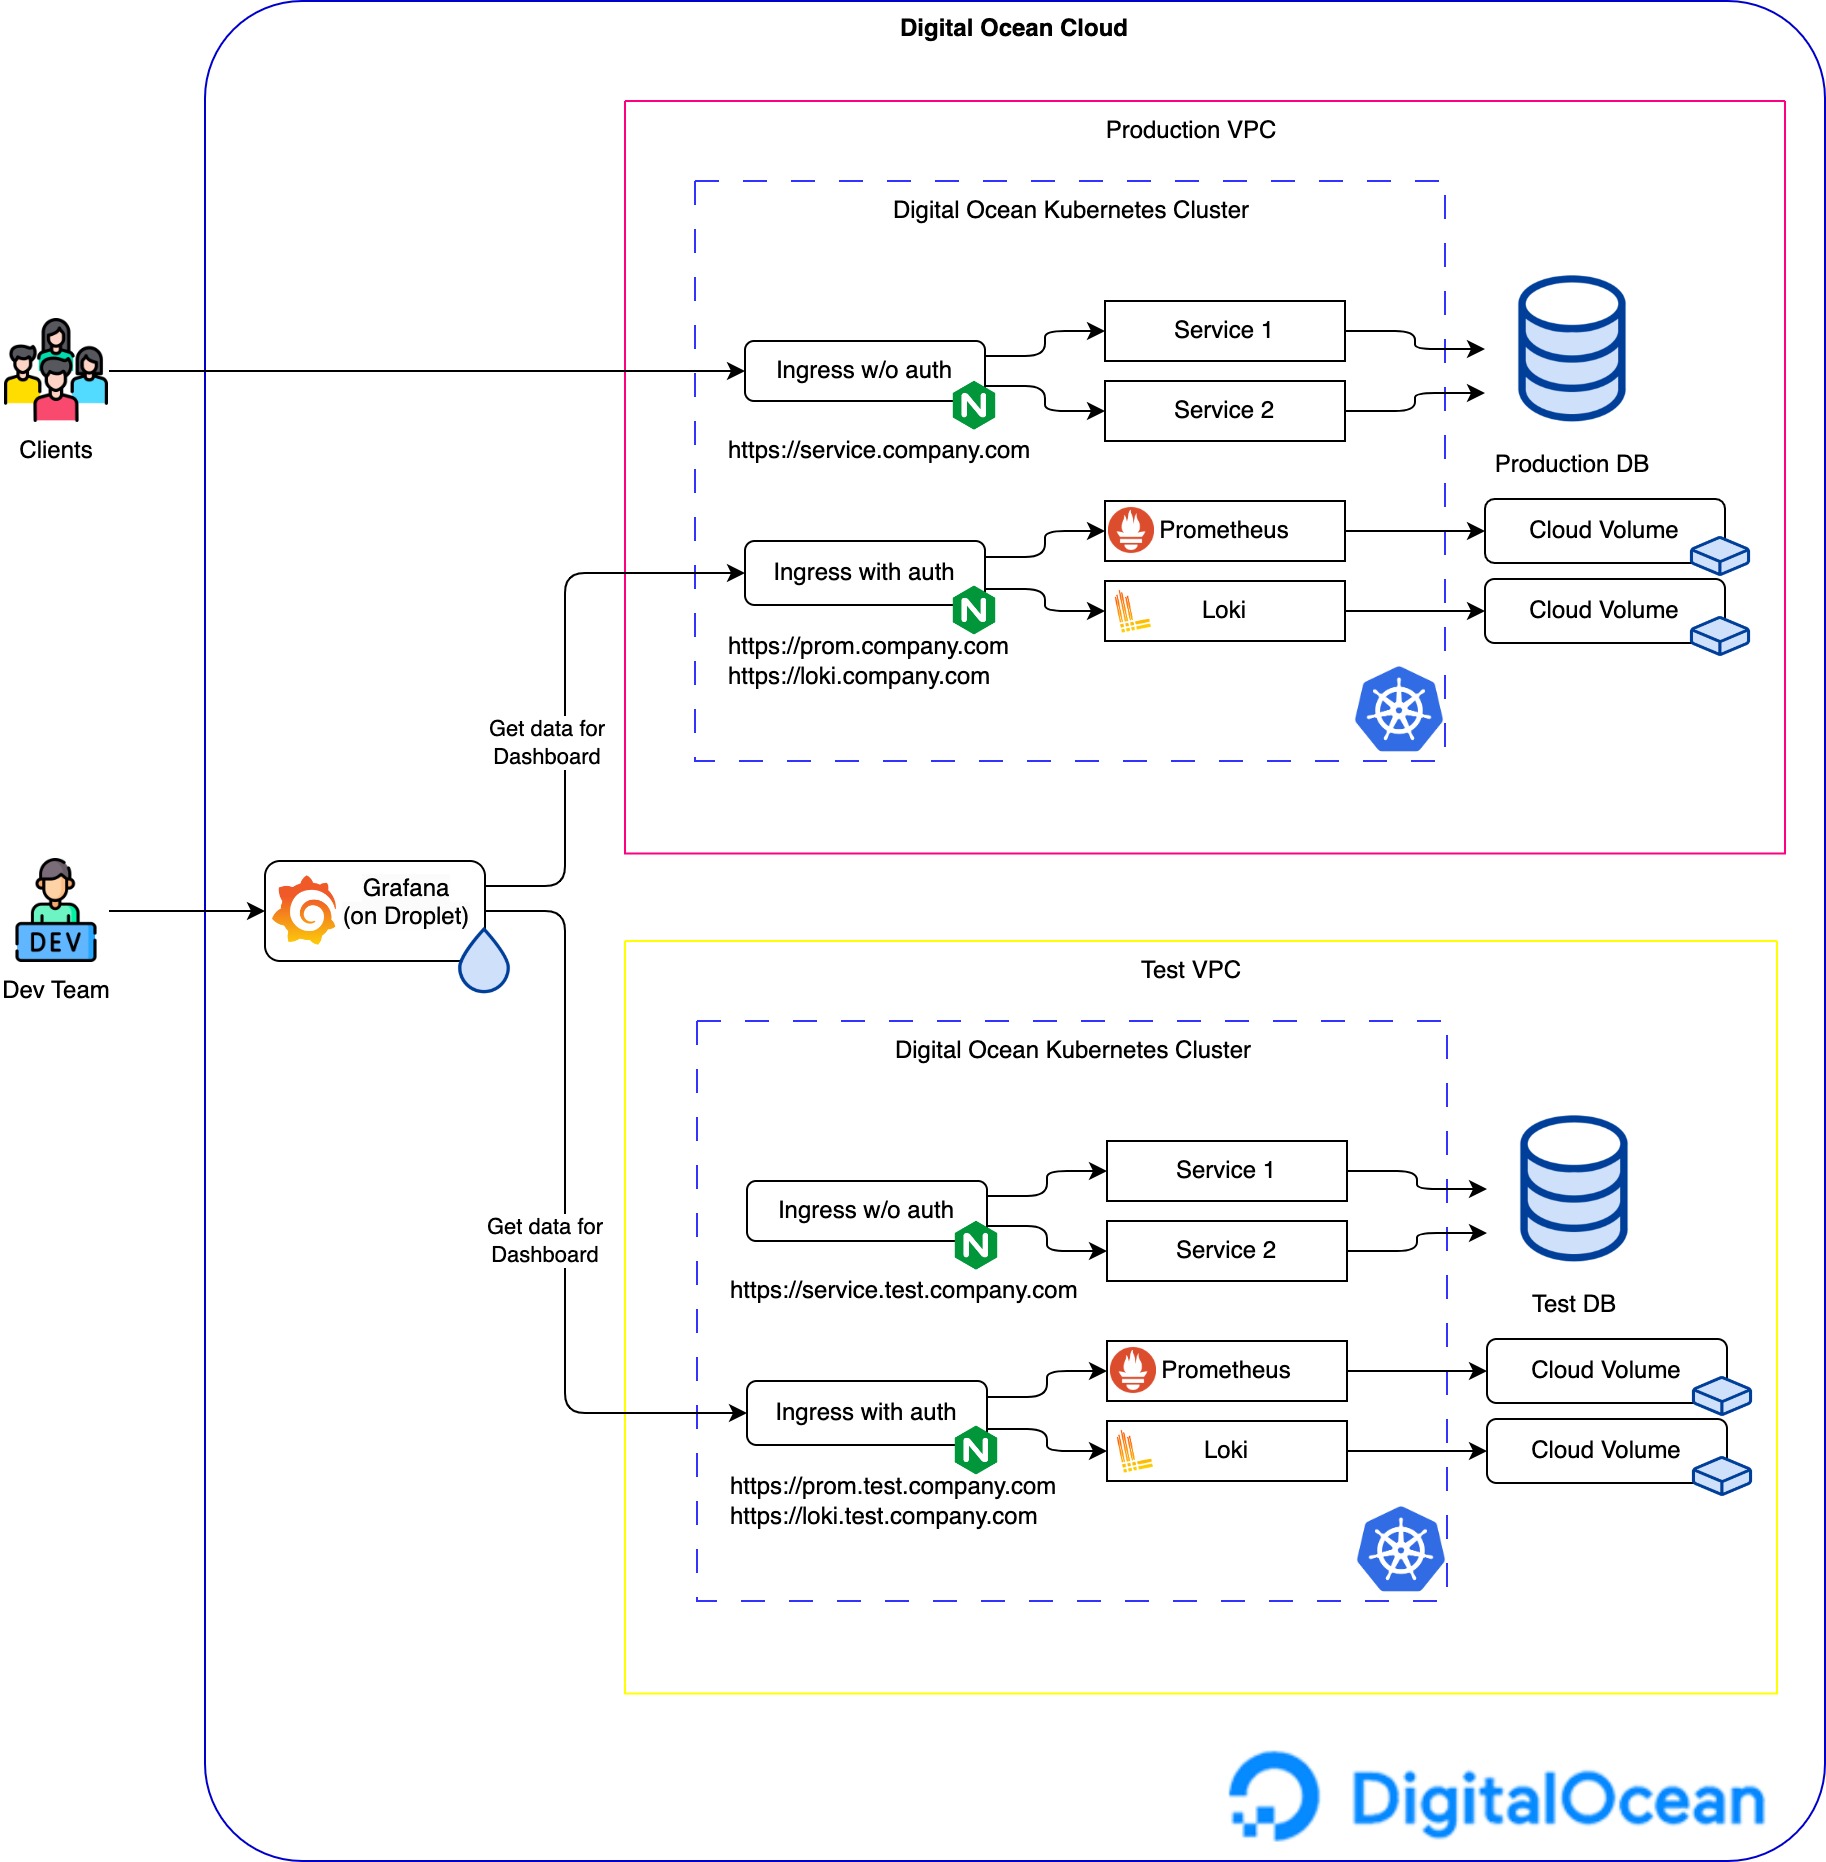 Digital Ocean Cloud
Production VPC
Digital Ocean Kubernetes Cluster
Clients
Ingress w/o auth
https://service.company.com
Service 1
Service 2
Production DB
Ingress with auth
https://prom.company.com
https://loki.company.com
Prometheus
Loki
Cloud Volume
Cloud Volume
Get data for
Dashboard
Dev Team
DEV
Grafana
(on Droplet)
Get data for
Dashboard
Test VPC
Digital Ocean Kubernetes Cluster
Ingress w/o auth
https://service.test.company.com
Service 1
Service 2
Test DB
Ingress with auth
https://prom.test.company.com
https://loki.test.company.com
Prometheus
Loki
Cloud Volume
Cloud Volume
DigitalOcean